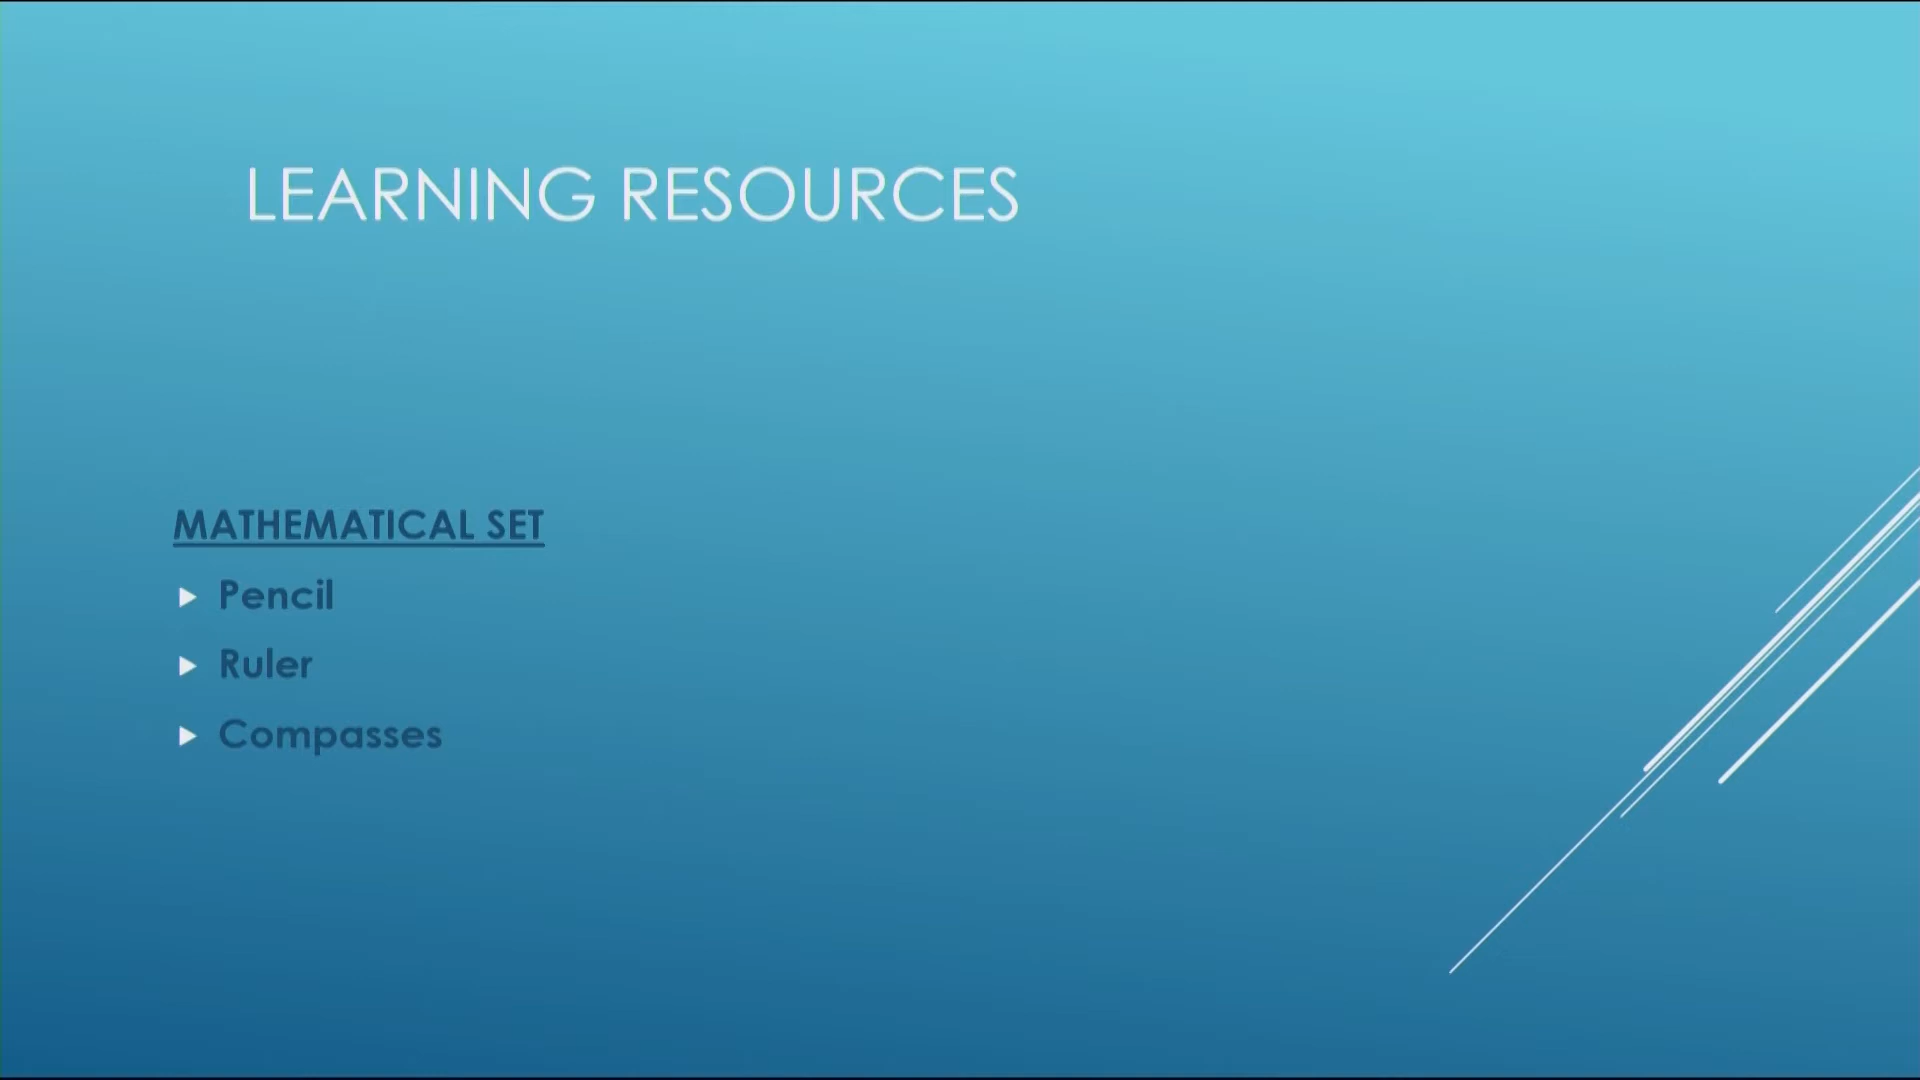 LEARNING RESOURCES
MATHEMATICAL SET
Pencil
Ruler
Compasses